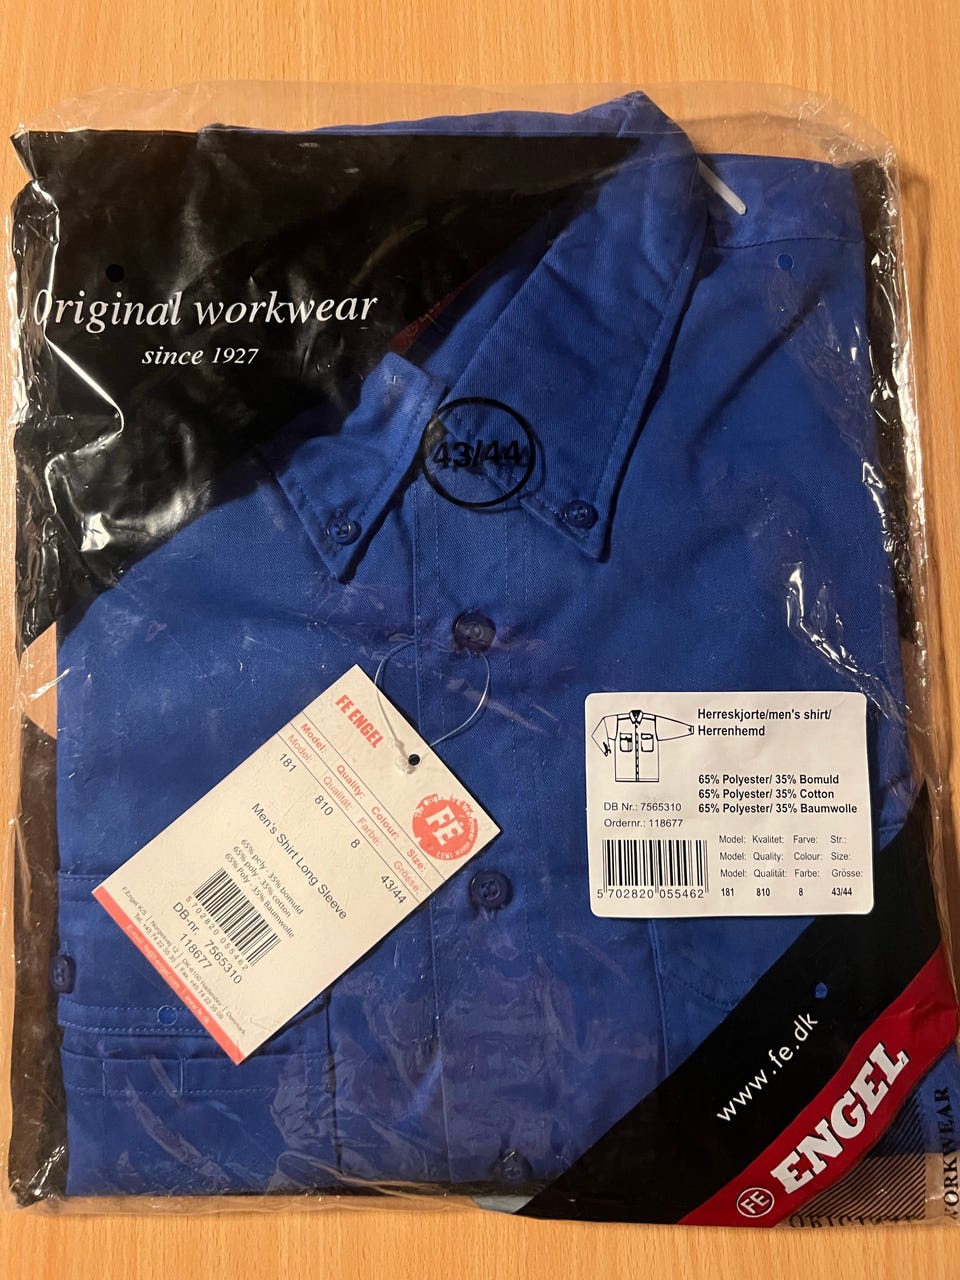 Original workwear
since 1927
43/44
FE ENGEL
Model: Quality: Colour: Size:
Model: Qualität: Farbe: Grösse:
181 810 8 43/44
Men's Shirt Long Sleeve
65% poly - 35% bomuld
65% poly - 35% cotton
65% Poly - 35% Baumwolle
5 702820 055462
DB-nr. 7565310
118677
FE
Herreskjorte/men's shirt/
Herrenhemd
65% Polyester/ 35% Bomuld
65% Polyester/ 35% Cotton
65% Polyester/ 35% Baumwolle
DB Nr.: 7565310
Ordernr.: 118677
5 702820 055462
Model: Kvalitet: Farve: Str.:
Model: Quality: Colour: Size:
Model: Qualität: Farbe: Grösse:
181 810 8 43/44
www.fe.dk
FE ENGEL
WORKWEAR